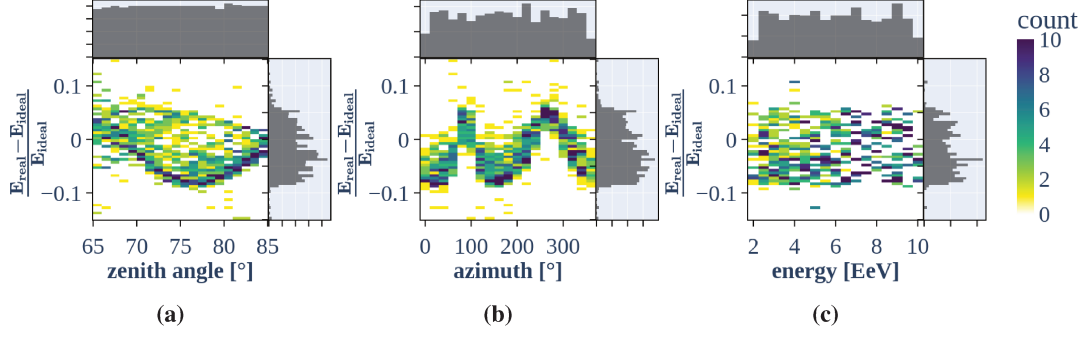 count
10
8
6
4
2
0
0.1
0
−0.1
E_real − E_ideal
E_ideal
65 70 75 80 85
zenith angle [°]
(a)
0.1
0
−0.1
E_real − E_ideal
E_ideal
0 100 200 300
azimuth [°]
(b)
0.1
0
−0.1
E_real − E_ideal
E_ideal
2 4 6 8 10
energy [EeV]
(c)